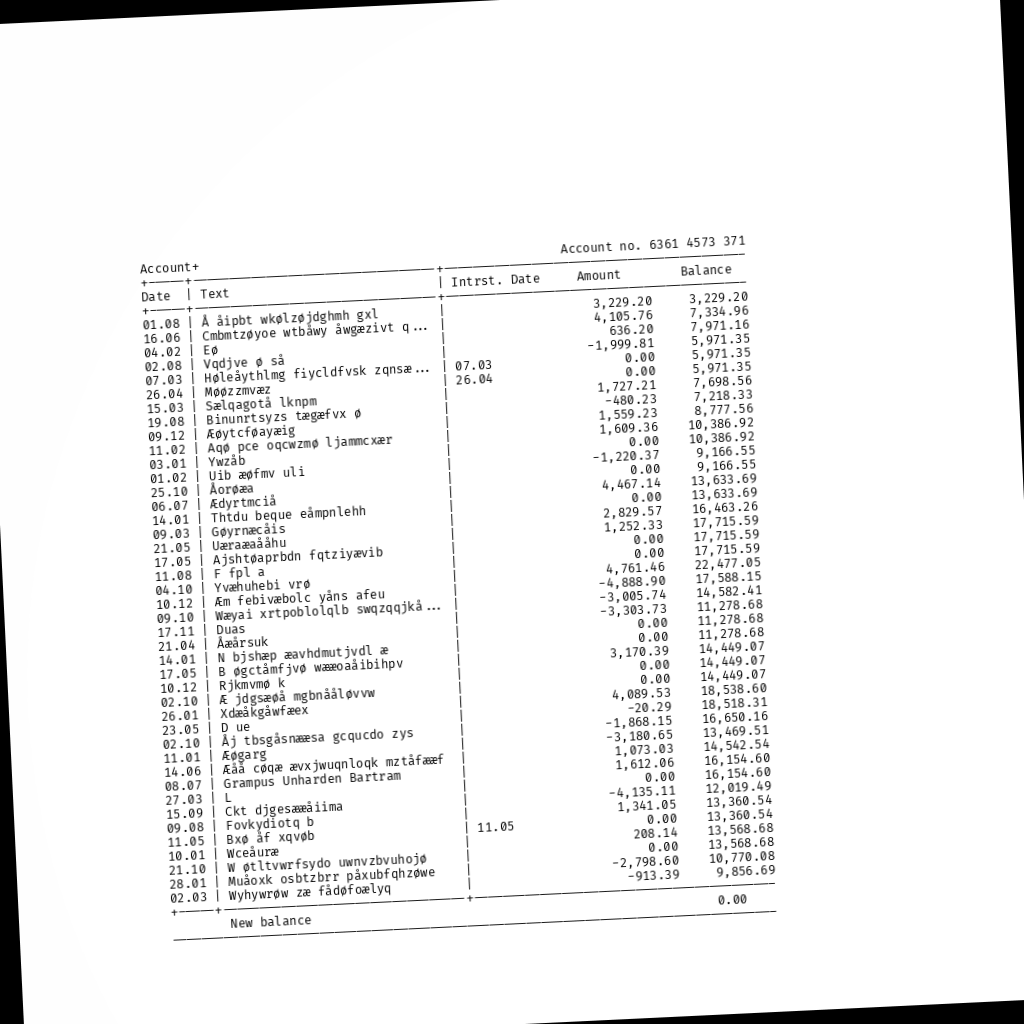 Account+ Account no. 6361 4573 371
Date | Text | Intrst. Date Amount Balance
01.08 | Å åipbt wkølzøjdghmh gxl | 3,229.20 3,229.20
16.06 | Cmbmtzøyoe wtbåwy åwgæzivt q... | 4,105.76 7,334.96
04.02 | Eø | 636.20 7,971.16
02.08 | Vqdjve ø så | -1,999.81 5,971.35
07.03 | Høleåythlmg fiycldfvsk zqnsæ... | 07.03 0.00 5,971.35
26.04 | Møøzzmvæz | 26.04 0.00 5,971.35
15.03 | Sælqagotå lknpm | 1,727.21 7,698.56
19.08 | Binunrtsyzs tægæfvx ø | -480.23 7,218.33
09.12 | Æøytcføayæig | 1,559.23 8,777.56
11.02 | Aqø pce oqcwzmø ljammcxær | 1,609.36 10,386.92
03.01 | Ywzåb | 0.00 10,386.92
01.02 | Uib æøfmv uli | -1,220.37 9,166.55
25.10 | Åorøæa | 0.00 9,166.55
06.07 | Ædyrtmciå | 4,467.14 13,633.69
14.01 | Thtdu beque eåmpnlehh | 0.00 13,633.69
09.03 | Gøyrnæcåis | 2,829.57 16,463.26
21.05 | Uæraæaååhu | 1,252.33 17,715.59
17.05 | Ajshtøaprbdn fqtziyævib | 0.00 17,715.59
11.08 | F fpl a | 0.00 17,715.59
04.10 | Yvæhuhebi vrø | 4,761.46 22,477.05
10.12 | Æm febivæbolc yåns afeu | -4,888.90 17,588.15
09.10 | Wæyai xrtpoblolqlb swqzqqjkå... | -3,005.74 14,582.41
17.11 | Duas | -3,303.73 11,278.68
21.04 | Åæårsuk | 0.00 11,278.68
14.01 | N bjshæp æavhdmutjvdl æ | 0.00 11,278.68
17.05 | B øgctåmfjvø wææoaåibihpv | 3,170.39 14,449.07
10.12 | Rjkmvmø k | 0.00 14,449.07
02.10 | Æ jdgsæøå mgbnååløvvw | 0.00 14,449.07
26.01 | Xdæåkgåwfæex | 4,089.53 18,538.60
23.05 | D ue | -20.29 18,518.31
02.10 | Åj tbsgåsnææsa gcqucdo zys | -1,868.15 16,650.16
11.01 | Æøgarg | -3,180.65 13,469.51
14.06 | Æåå cøqæ ævxjwuqnloqk mztåfææf | 1,073.03 14,542.54
08.07 | Grampus Unharden Bartram | 1,612.06 16,154.60
27.03 | L | 0.00 16,154.60
15.09 | Ckt djgesææåiima | -4,135.11 12,019.49
09.08 | Fovkydiotq b | 1,341.05 13,360.54
11.05 | Bxø åf xqvøb | 11.05 0.00 13,360.54
10.01 | Wceåuræ | 208.14 13,568.68
21.10 | W øtltvwrfsydo uwnvzbvuhojø | 0.00 13,568.68
28.01 | Muåoxk osbtzbrr påxubfqhzøwe | -2,798.60 10,770.08
02.03 | Wyhywrøw zæ fådøfoælyq | -913.39 9,856.69
New balance 0.00